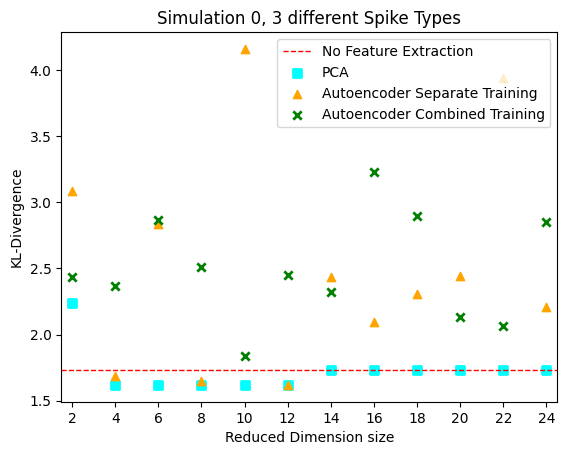 Simulation 0, 3 different Spike Types
No Feature Extraction
PCA
Autoencoder Separate Training
Autoencoder Combined Training
KL-Divergence
4.0
3.5
3.0
2.5
2.0
1.5
2 4 6 8 10 12 14 16 18 20 22 24
Reduced Dimension size